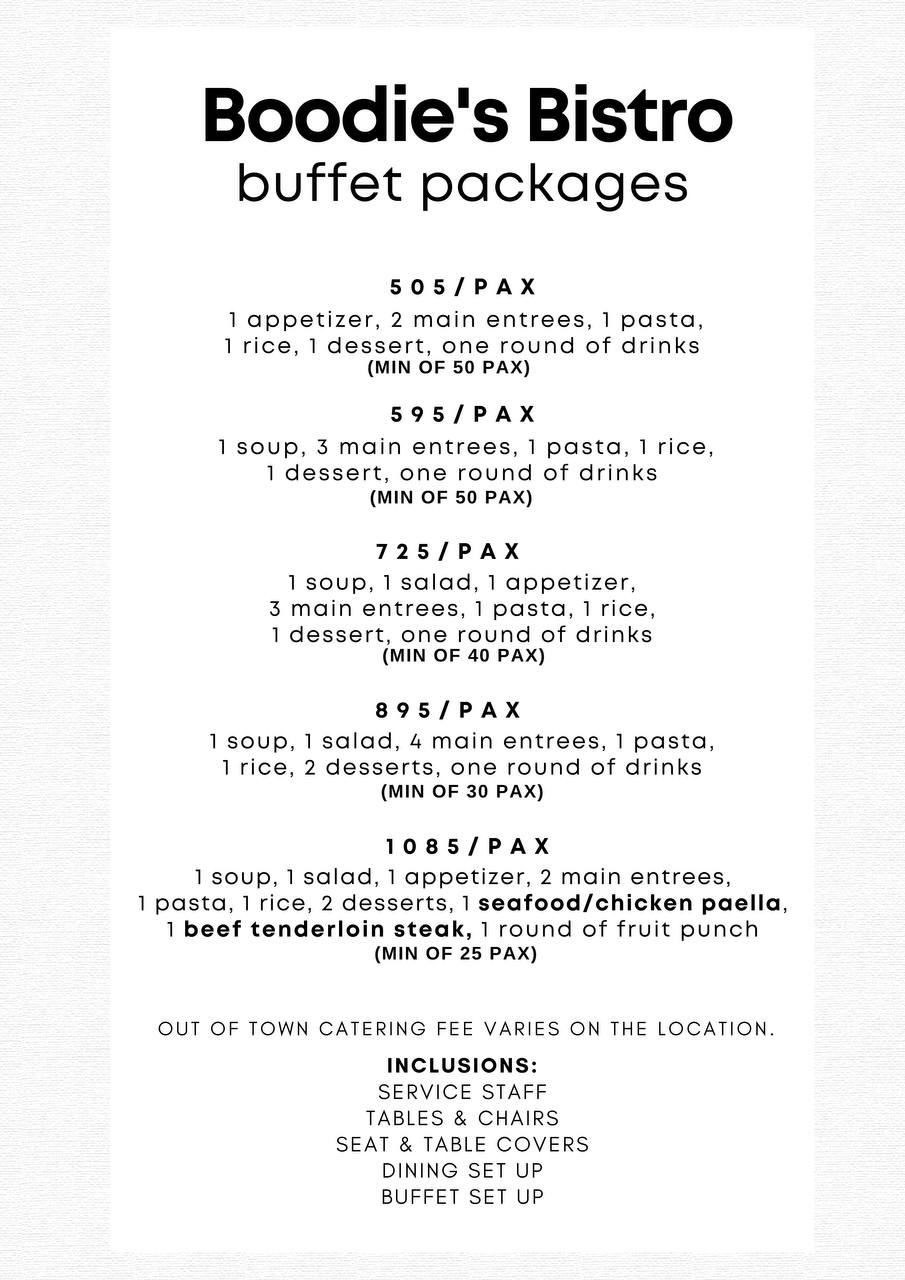 Boodie's Bistro
buffet packages
505/PAX
1 appetizer, 2 main entrees, 1 pasta,
1 rice, 1 dessert, one round of drinks
(MIN OF 50 PAX)
595/PAX
1 soup, 3 main entrees, 1 pasta, 1 rice,
1 dessert, one round of drinks
(MIN OF 50 PAX)
725/PAX
1 soup, 1 salad, 1 appetizer,
3 main entrees, 1 pasta, 1 rice,
1 dessert, one round of drinks
(MIN OF 40 PAX)
895/PAX
1 soup, 1 salad, 4 main entrees, 1 pasta,
1 rice, 2 desserts, one round of drinks
(MIN OF 30 PAX)
1085/PAX
1 soup, 1 salad, 1 appetizer, 2 main entrees,
1 pasta, 1 rice, 2 desserts, 1 seafood/chicken paella,
1 beef tenderloin steak, 1 round of fruit punch
(MIN OF 25 PAX)
OUT OF TOWN CATERING FEE VARIES ON THE LOCATION.
INCLUSIONS:
SERVICE STAFF
TABLES & CHAIRS
SEAT & TABLE COVERS
DINING SET UP
BUFFET SET UP